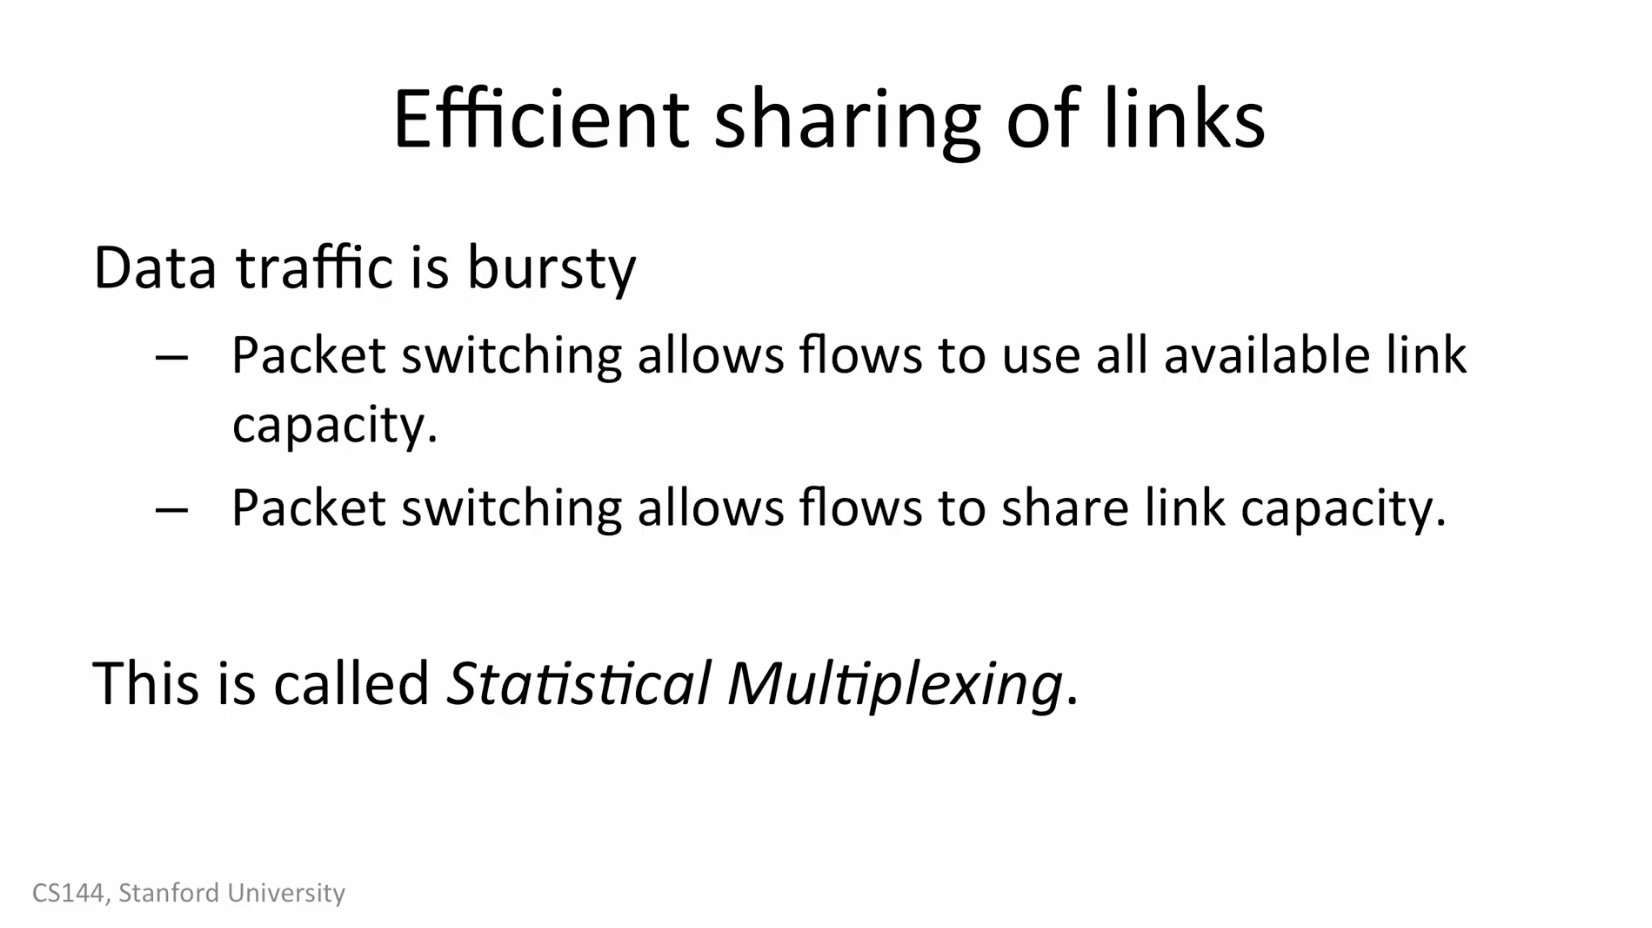 Efficient sharing of links
Data traffic is bursty
– Packet switching allows flows to use all available link
capacity.
– Packet switching allows flows to share link capacity.
This is called Statistical Multiplexing.
CS144, Stanford University